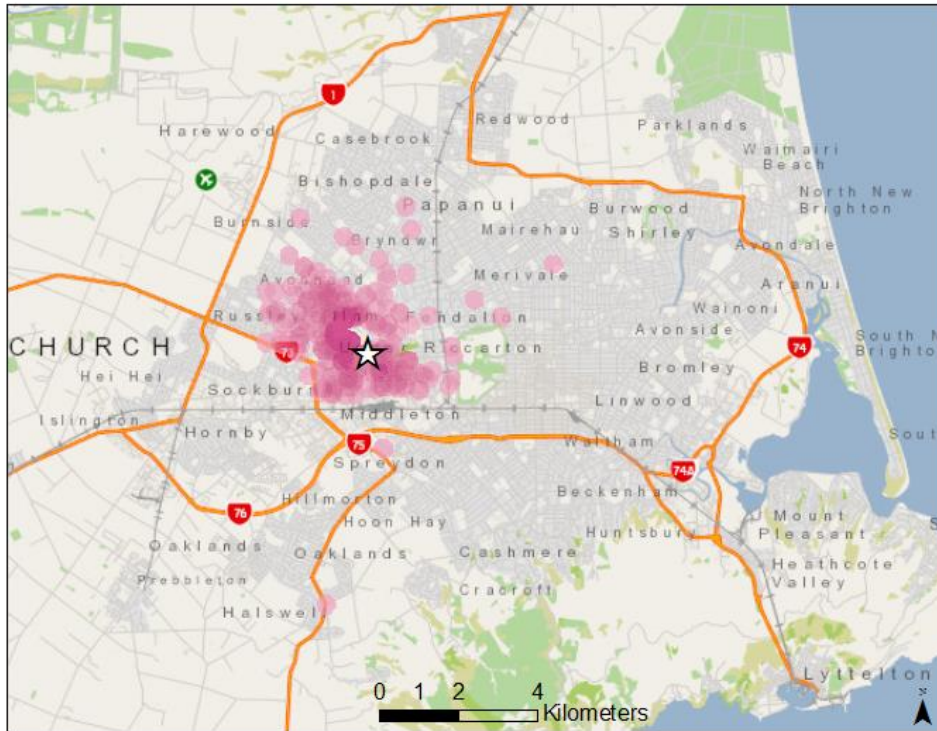 1
Redwood
Parklands
Harewood
Casebrook
Waimairi
Beach
Bishopdale
North New
Brighton
Papanui
Burwood
Burnside
Mairehau
Shirley
Bryndwr
Avondale
Merivale
Aranui
Russley
Fendalton
Wainoni
Avonside
South N
Brighto
CHURCH
Riccarton
74
Hei Hei
Bromley
Sockburn
Linwood
Islington
Middleton
Hornby
75
Waltham
Spreydon
74A
Beckenham
Hillmorton
76
Mount
Pleasant
Hoon Hay
Huntsbury
Oaklands
Oaklands
Cashmere
Heathcote
Valley
Prebbleton
Cracroft
Halswell
Lyttelton
0 1 2 4
Kilometers